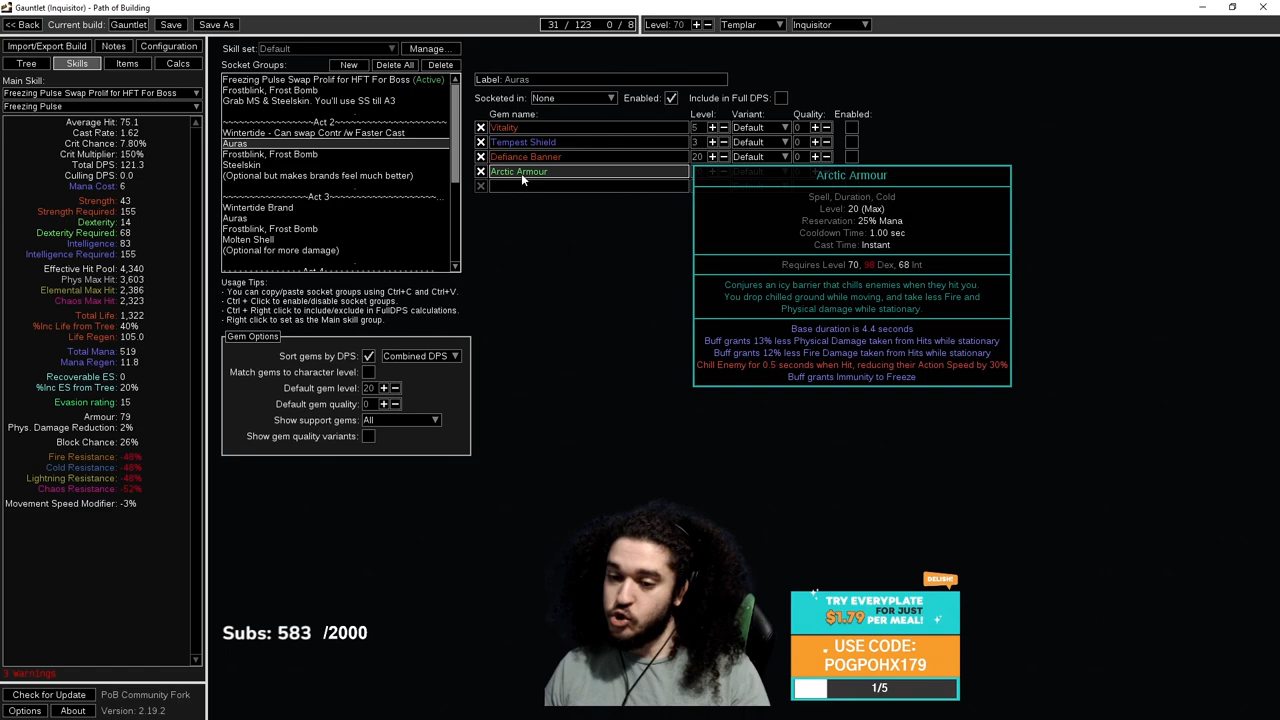 Gauntlet (Inquisitor) - Path of Building
<< Back
Current build: Gauntlet
Save
Save As
31 / 123 0 / 8
Level: 70
Templar
Inquisitor
Import/Export Build
Notes
Configuration
Tree
Skills
Items
Calcs
Main Skill:
Freezing Pulse Swap Prolif for HFT For Boss
Freezing Pulse
Average Hit: 75.1
Cast Rate: 1.62
Crit Chance: 7.80%
Crit Multiplier: 150%
Total DPS: 121.3
Culling DPS: 0.0
Mana Cost: 6
Strength: 43
Strength Required: 155
Dexterity: 14
Dexterity Required: 68
Intelligence: 83
Intelligence Required: 155
Effective Hit Pool: 4,340
Phys Max Hit: 3,603
Elemental Max Hit: 2,386
Chaos Max Hit: 2,323
Total Life: 1,322
%Inc Life from Tree: 40%
Life Regen: 105.0
Total Mana: 519
Mana Regen: 11.8
Recoverable ES: 0
%Inc ES from Tree: 20%
Evasion rating: 15
Armour: 79
Phys. Damage Reduction: 2%
Block Chance: 26%
Fire Resistance: -48%
Cold Resistance: -48%
Lightning Resistance: -48%
Chaos Resistance: -52%
Movement Speed Modifier: -3%
3 Warnings
Check for Update
PoB Community Fork
Options
About
Version: 2.19.2
Skill set: Default
Manage...
Socket Groups:
New
Delete All
Delete
Freezing Pulse Swap Prolif for HFT For Boss (Active)
Frostblink, Frost Bomb
Grab MS & Steelskin. You'll use SS till A3
.
~~~~~~~~~~~~~~~~~~Act 2~~~~~~~~~~~~~~~~~~
Wintertide - Can swap Contr /w Faster Cast
Auras
Frostblink, Frost Bomb
Steelskin
(Optional but makes brands feel much better)
.
~~~~~~~~~~~~~~~~~~Act 3~~~~~~~~~~~~~~~~~~...
Wintertide Brand
Auras
Frostblink, Frost Bomb
Molten Shell
(Optional for more damage)
.
Usage Tips:
- You can copy/paste socket groups using Ctrl+C and Ctrl+V.
- Ctrl + Click to enable/disable socket groups.
- Ctrl + Right click to include/exclude in FullDPS calculations.
- Right click to set as the Main skill group.
Gem Options
Sort gems by DPS:
Combined DPS
Match gems to character level:
Default gem level: 20
Default gem quality: 0
Show support gems: All
Show gem quality variants:
Label: Auras
Socketed in: None
Enabled:
Include in Full DPS:
Gem name:
Level:
Variant:
Quality:
Enabled:
Vitality 5 Default 0
Tempest Shield 3 Default 0
Defiance Banner 20 Default 0
Arctic Armour
Arctic Armour
Spell, Duration, Cold
Level: 20 (Max)
Reservation: 25% Mana
Cooldown Time: 1.00 sec
Cast Time: Instant
Requires Level 70, 98 Dex, 68 Int
Conjures an icy barrier that chills enemies when they hit you.
You drop chilled ground while moving, and take less Fire and
Physical damage while stationary.
Base duration is 4.4 seconds
Buff grants 13% less Physical Damage taken from Hits while stationary
Buff grants 12% less Fire Damage taken from Hits while stationary
Chill Enemy for 0.5 seconds when Hit, reducing their Action Speed by 30%
Buff grants Immunity to Freeze
Subs: 583 /2000
DELISH!
TRY EVERYPLATE
$1.79 FOR JUST
PER MEAL!
USE CODE:
POGPOHX179
1/5